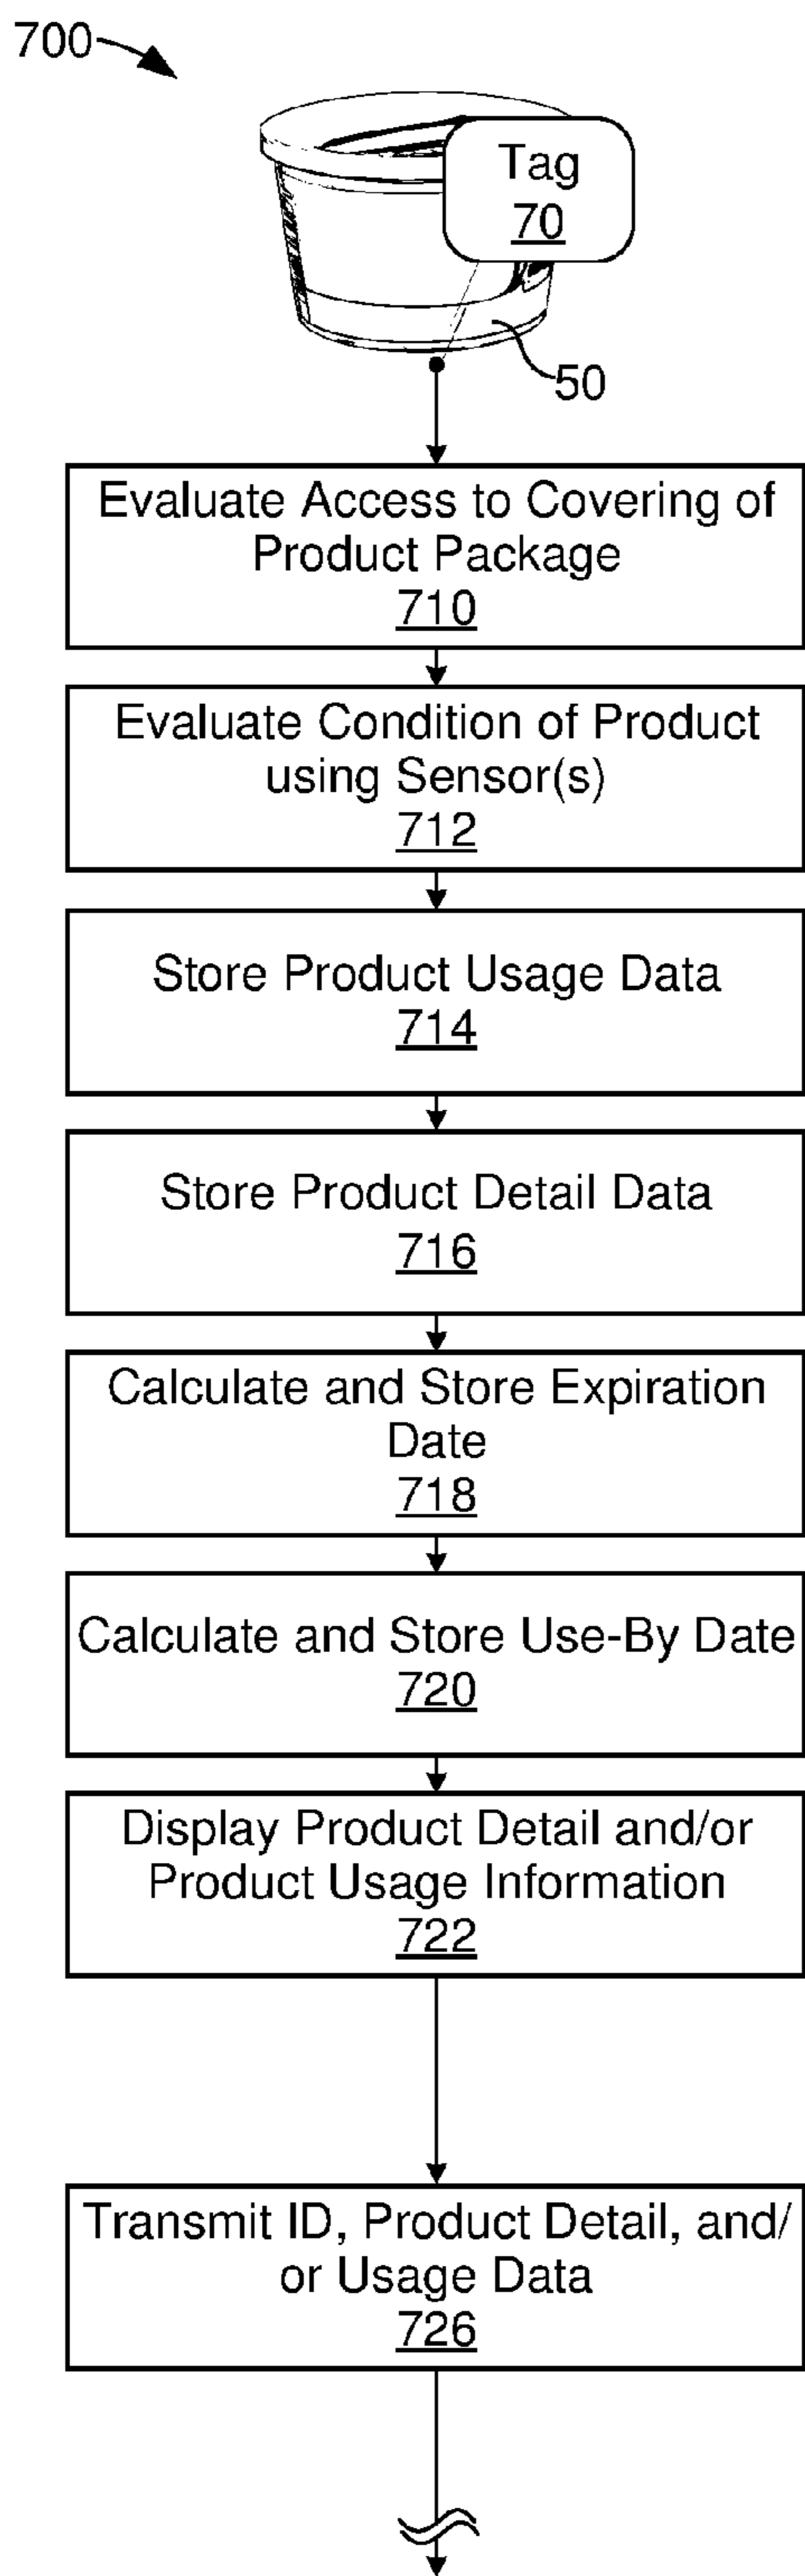 700
Tag
70
50
Evaluate Access to Covering of
Product Package
710
Evaluate Condition of Product
using Sensor(s)
712
Store Product Usage Data
714
Store Product Detail Data
716
Calculate and Store Expiration
Date
718
Calculate and Store Use-By Date
720
Display Product Detail and/or
Product Usage Information
722
Transmit ID, Product Detail, and/
or Usage Data
726